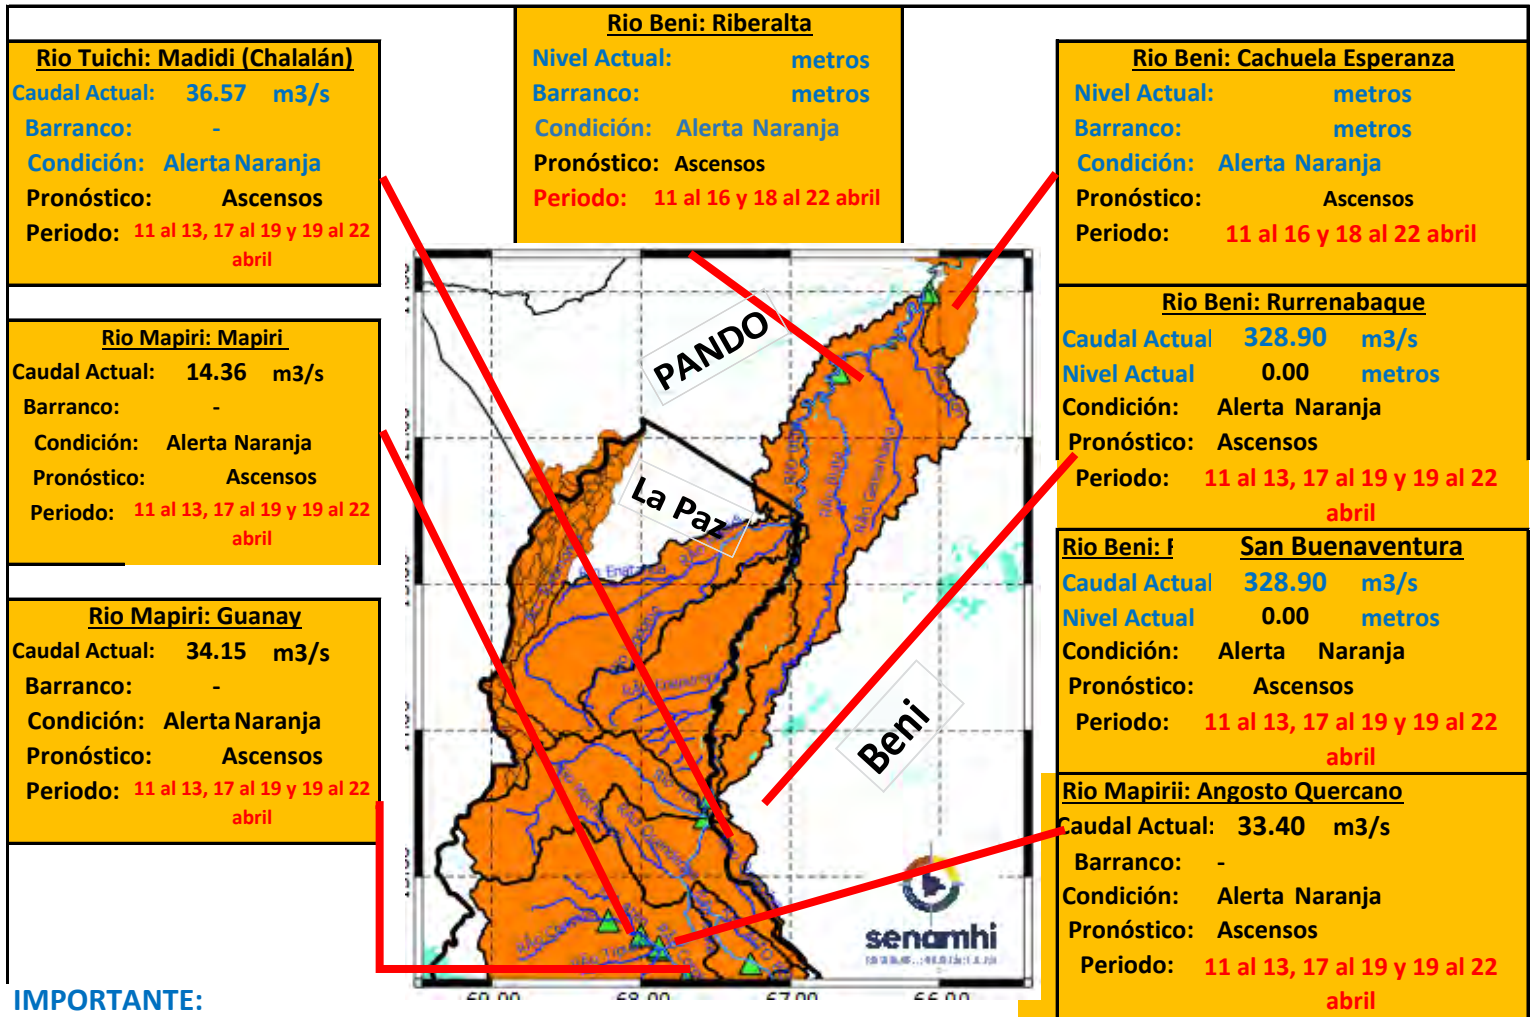 Rio Tuichi: Madidi (Chalalán)
Caudal Actual: 36.57 m3/s
Barranco: -
Condición: Alerta Naranja
Pronóstico: Ascensos
Periodo: 11 al 13, 17 al 19 y 19 al 22
abril
Rio Mapiri: Mapiri
Caudal Actual: 14.36 m3/s
Barranco: -
Condición: Alerta Naranja
Pronóstico: Ascensos
Periodo: 11 al 13, 17 al 19 y 19 al 22
abril
Rio Mapiri: Guanay
Caudal Actual: 34.15 m3/s
Barranco: -
Condición: Alerta Naranja
Pronóstico: Ascensos
Periodo: 11 al 13, 17 al 19 y 19 al 22
abril
Rio Beni: Riberalta
Nivel Actual: metros
Barranco: metros
Condición: Alerta Naranja
Pronóstico: Ascensos
Periodo: 11 al 16 y 18 al 22 abril
PANDO
La Paz
Beni
senamhi
69.00 68.00 67.00 66.00
Rio Beni: Cachuela Esperanza
Nivel Actual: metros
Barranco: metros
Condición: Alerta Naranja
Pronóstico: Ascensos
Periodo: 11 al 16 y 18 al 22 abril
Rio Beni: Rurrenabaque
Caudal Actual 328.90 m3/s
Nivel Actual 0.00 metros
Condición: Alerta Naranja
Pronóstico: Ascensos
Periodo: 11 al 13, 17 al 19 y 19 al 22
abril
Rio Beni: San Buenaventura
Caudal Actual 328.90 m3/s
Nivel Actual 0.00 metros
Condición: Alerta Naranja
Pronóstico: Ascensos
Periodo: 11 al 13, 17 al 19 y 19 al 22
abril
Rio Mapirii: Angosto Quercano
Caudal Actual: 33.40 m3/s
Barranco: -
Condición: Alerta Naranja
Pronóstico: Ascensos
Periodo: 11 al 13, 17 al 19 y 19 al 22
abril
IMPORTANTE: